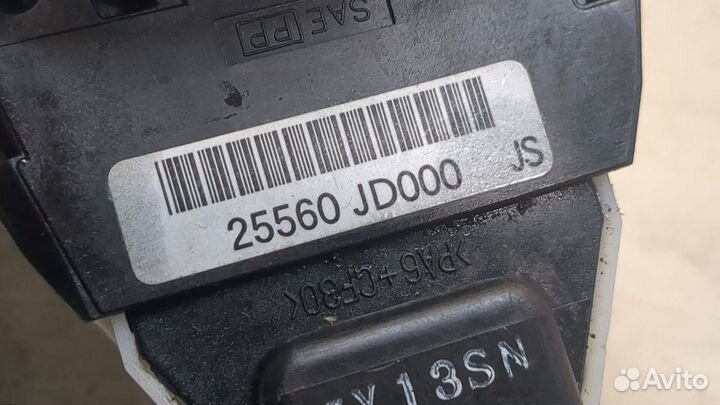 SAE PP
25560 JD000 JS
>PA6+GF30<
13SN
Avito